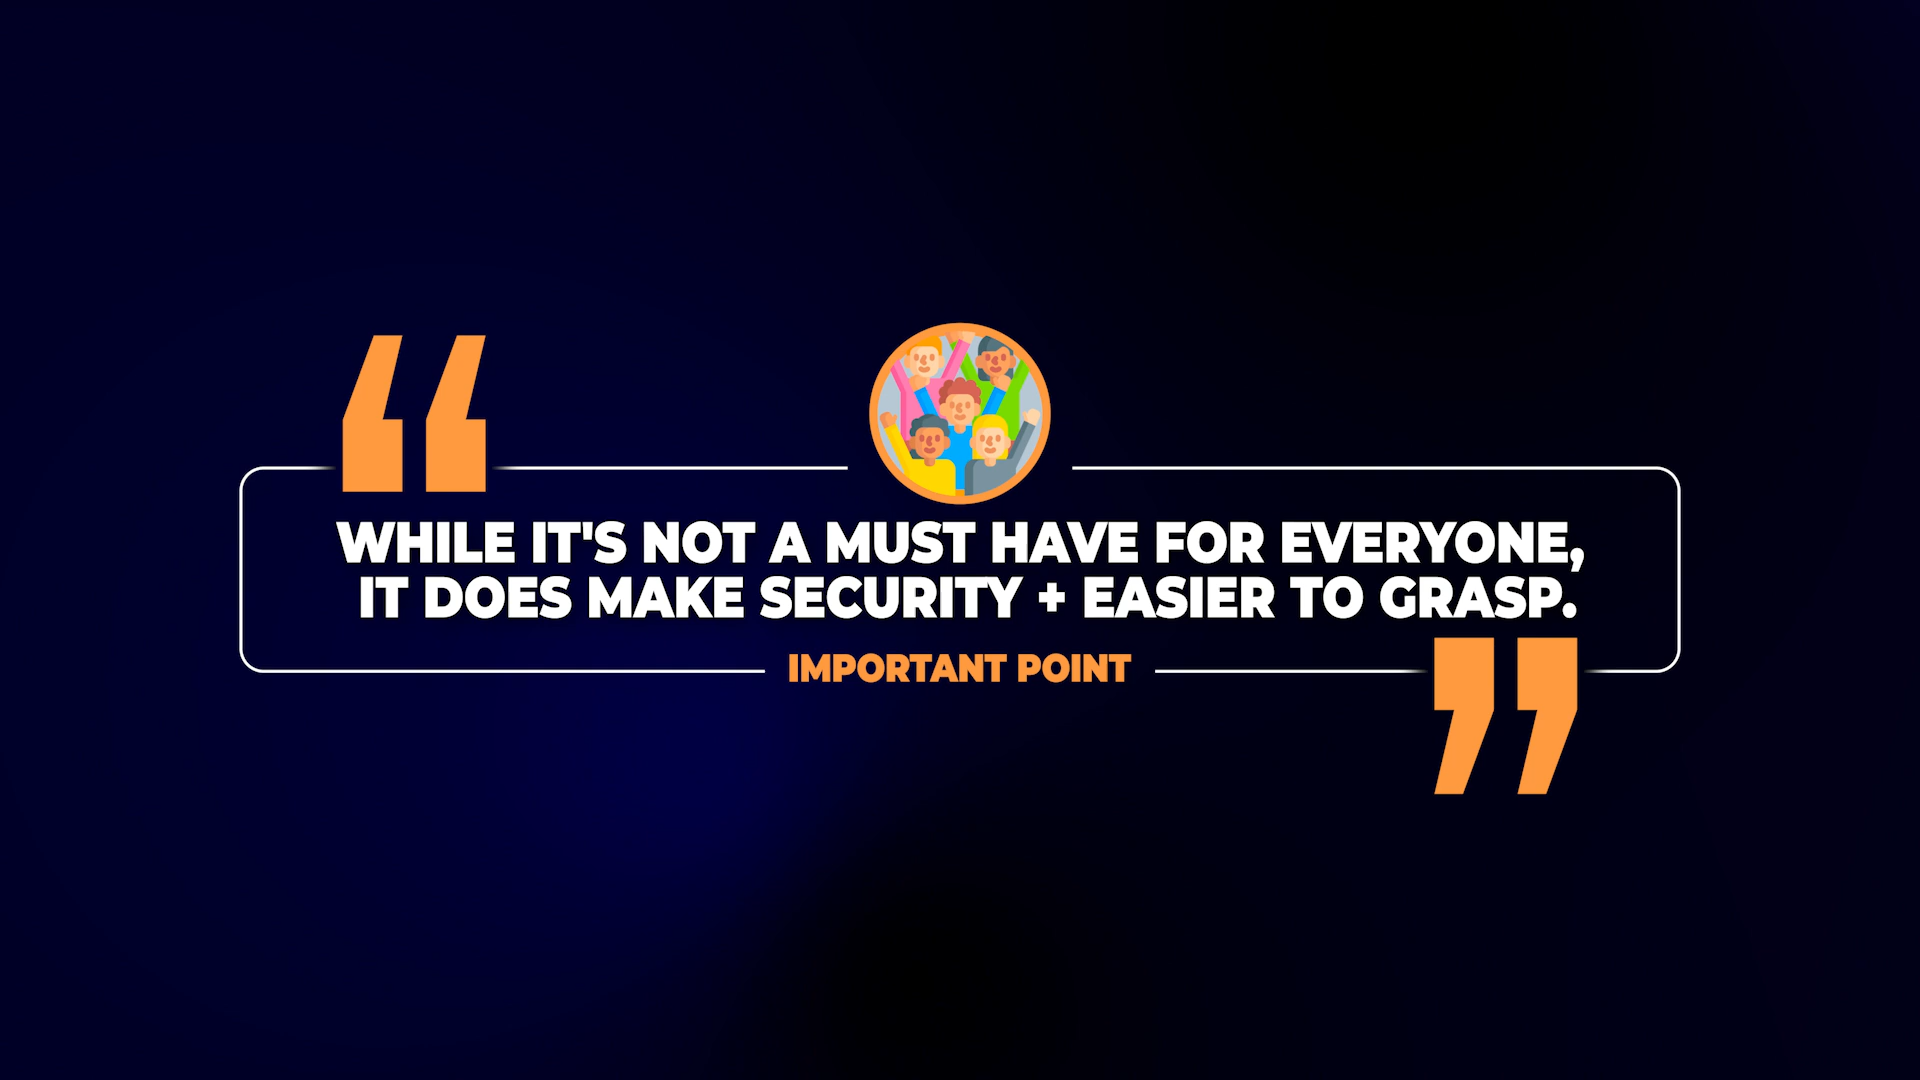 WHILE IT'S NOT A MUST HAVE FOR EVERYONE,
IT DOES MAKE SECURITY + EASIER TO GRASP.
IMPORTANT POINT